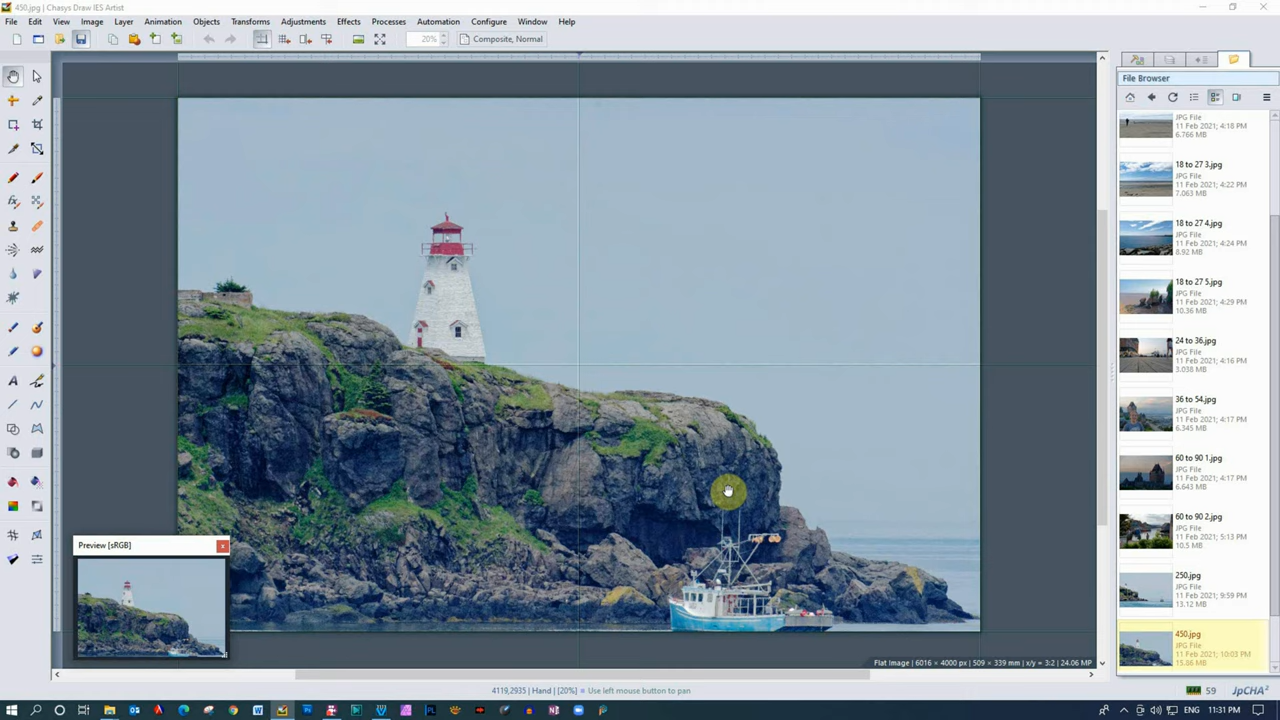 450.jpg | Chasys Draw IES Artist
File Edit View Image Layer Animation Objects Transforms Adjustments Effects Processes Automation Configure Window Help
20% Composite, Normal
File Browser
JPG File
11 Feb 2021; 4:18 PM
6.766 MB
18 to 27 3.jpg
JPG File
11 Feb 2021; 4:22 PM
7.063 MB
18 to 27 4.jpg
JPG File
11 Feb 2021; 4:24 PM
8.92 MB
18 to 27 5.jpg
JPG File
11 Feb 2021; 4:29 PM
10.36 MB
24 to 36.jpg
JPG File
11 Feb 2021; 4:16 PM
3.038 MB
36 to 54.jpg
JPG File
11 Feb 2021; 4:17 PM
6.345 MB
60 to 90 1.jpg
JPG File
11 Feb 2021; 4:17 PM
6.643 MB
60 to 90 2.jpg
JPG File
11 Feb 2021; 5:13 PM
10.5 MB
250.jpg
JPG File
11 Feb 2021; 9:59 PM
13.12 MB
450.jpg
JPG File
11 Feb 2021; 10:03 PM
15.86 MB
Preview [sRGB]
Flat Image | 6016 × 4000 px | 509 × 339 mm | x/y = 3:2 | 24.06 MP
4119,2935 | Hand | [20%] Use left mouse button to pan
59 JpCHA²
ENG 11:31 PM